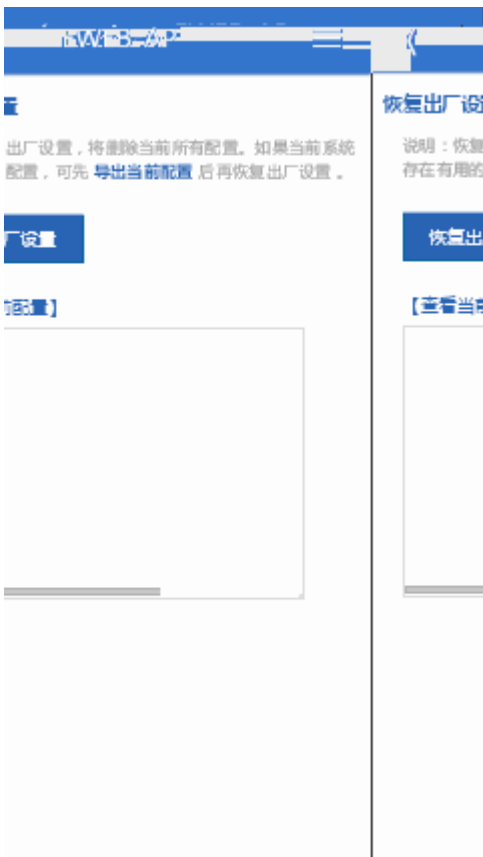 置
出厂设置，将删除当前所有配置。如果当前系统
配置，可先 导出当前配置 后再恢复出厂设置 。
厂设置
前配置】
恢复出厂设
说明：恢复
存在有用的
恢复出
【查看当前